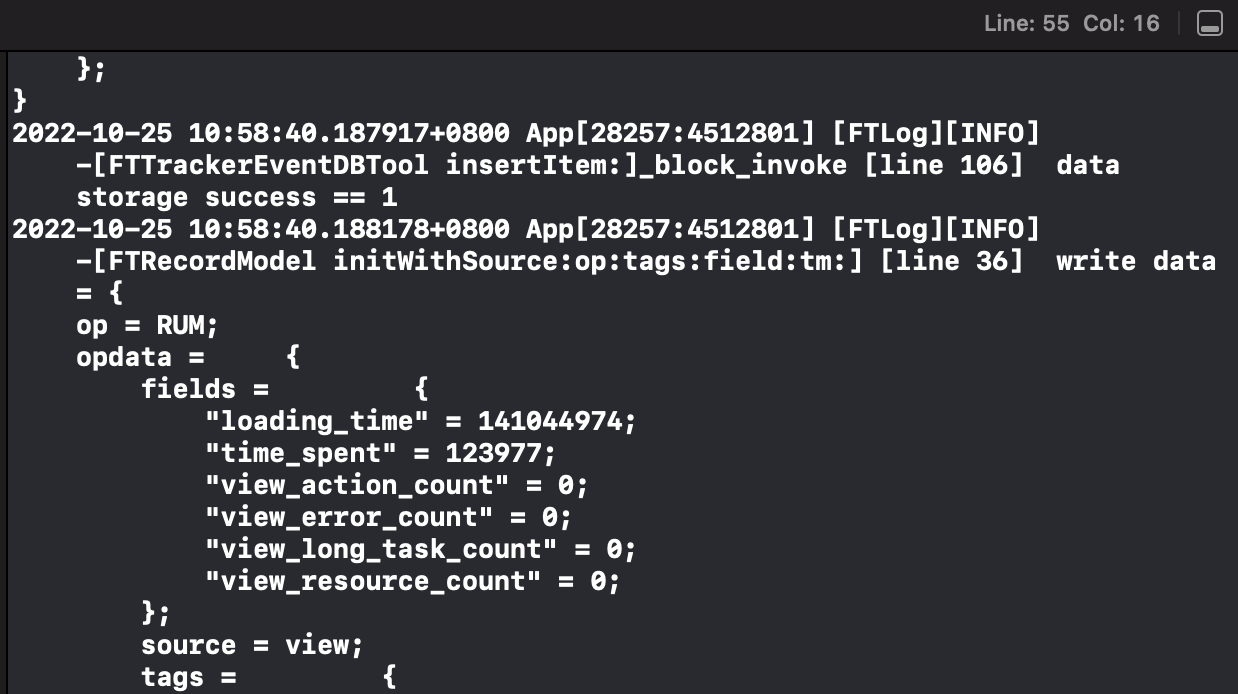 Line: 55 Col: 16
};
}
2022-10-25 10:58:40.187917+0800 App[28257:4512801] [FTLog][INFO]
-[FTTrackerEventDBTool insertItem:]_block_invoke [line 106]  data
storage success == 1
2022-10-25 10:58:40.188178+0800 App[28257:4512801] [FTLog][INFO]
-[FTRecordModel initWithSource:op:tags:field:tm:] [line 36]  write data
= {
op = RUM;
opdata =     {
fields =         {
"loading_time" = 141044974;
"time_spent" = 123977;
"view_action_count" = 0;
"view_error_count" = 0;
"view_long_task_count" = 0;
"view_resource_count" = 0;
};
source = view;
tags =         {